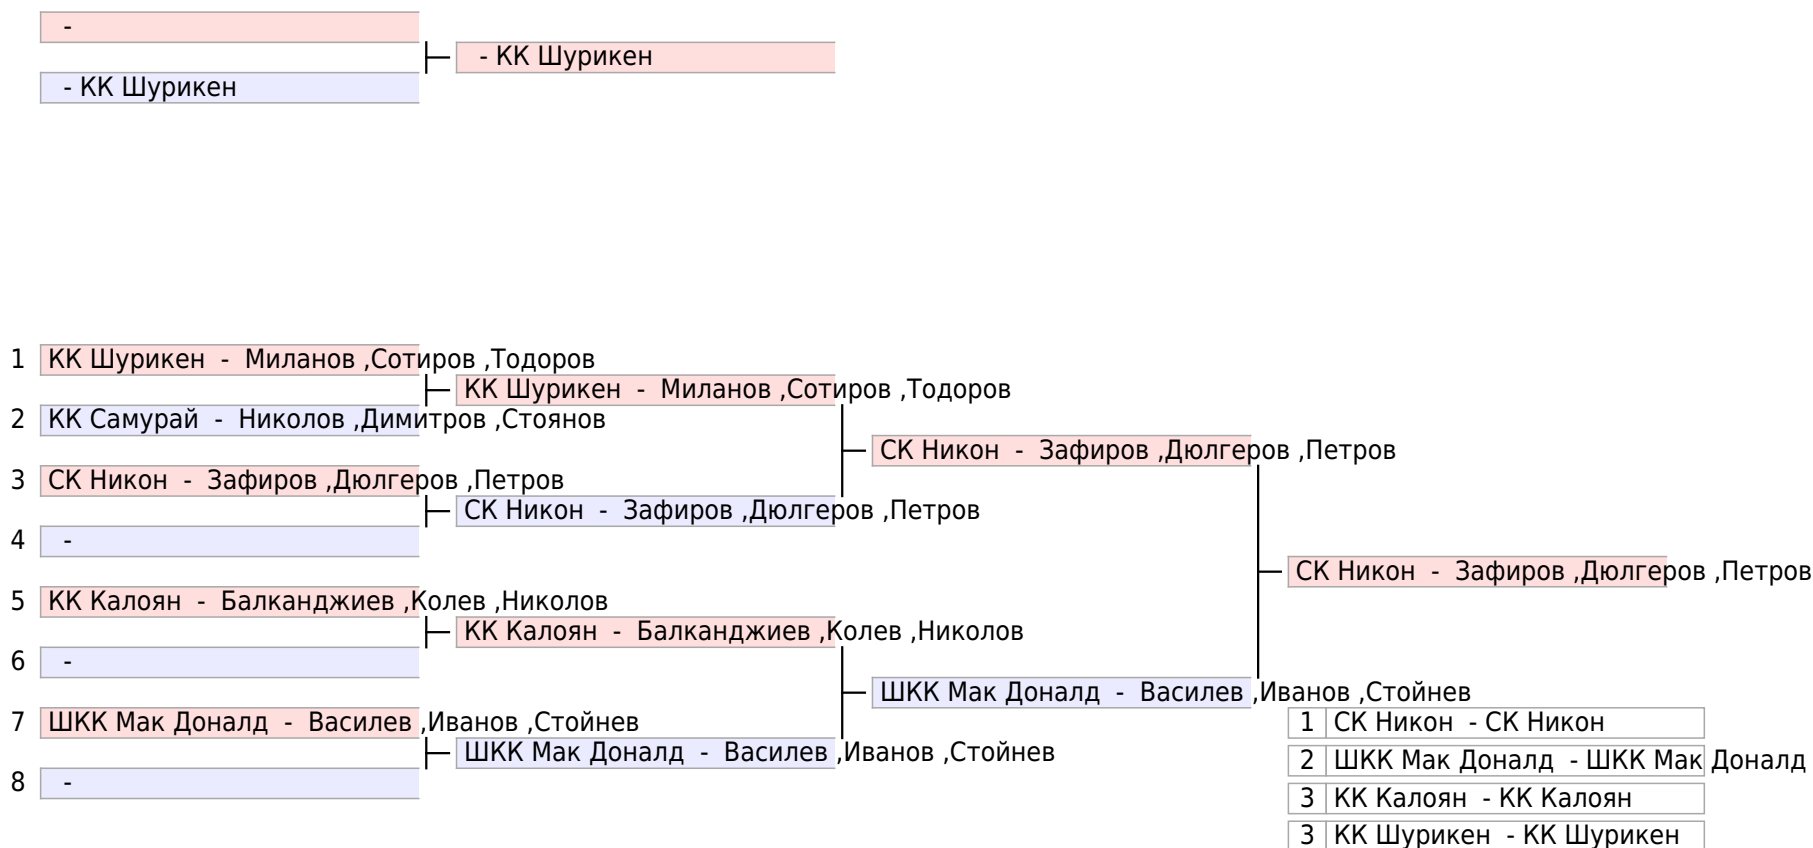 -
- КК Шурикен
- КК Шурикен
1 КК Шурикен - Миланов ,Сотиров ,Тодоров
КК Шурикен - Миланов ,Сотиров ,Тодоров
2 КК Самурай - Николов ,Димитров ,Стоянов
СК Никон - Зафиров ,Дюлгеров ,Петров
3 СК Никон - Зафиров ,Дюлгеров ,Петров
СК Никон - Зафиров ,Дюлгеров ,Петров
4 -
СК Никон - Зафиров ,Дюлгеров ,Петров
5 КК Калоян - Балканджиев ,Колев ,Николов
КК Калоян - Балканджиев ,Колев ,Николов
6 -
ШКК Мак Доналд - Василев ,Иванов ,Стойнев
7 ШКК Мак Доналд - Василев ,Иванов ,Стойнев
ШКК Мак Доналд - Василев ,Иванов ,Стойнев
8 -
1 СК Никон - СК Никон
2 ШКК Мак Доналд - ШКК Мак Доналд
3 КК Калоян - КК Калоян
3 КК Шурикен - КК Шурикен